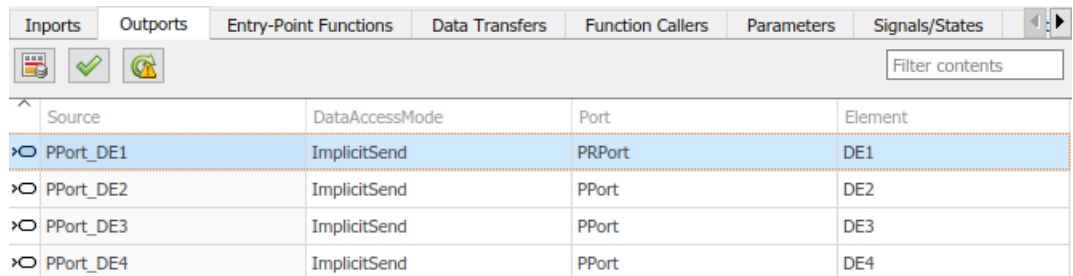 Inports Outports Entry-Point Functions Data Transfers Function Callers Parameters Signals/States
Filter contents
Source DataAccessMode Port Element
PPort_DE1 ImplicitSend PRPort DE1
PPort_DE2 ImplicitSend PPort DE2
PPort_DE3 ImplicitSend PPort DE3
PPort_DE4 ImplicitSend PPort DE4